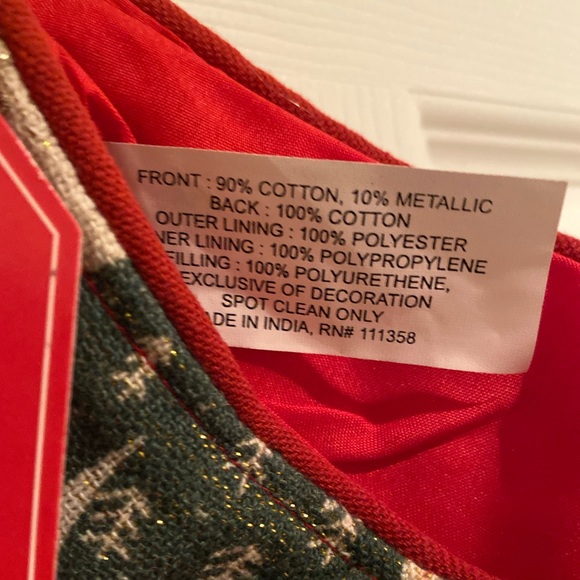 FRONT : 90% COTTON, 10% METALLIC
BACK : 100% COTTON
OUTER LINING : 100% POLYESTER
NER LINING : 100% POLYPROPYLENE
FILLING : 100% POLYURETHENE,
EXCLUSIVE OF DECORATION
SPOT CLEAN ONLY
ADE IN INDIA, RN# 111358